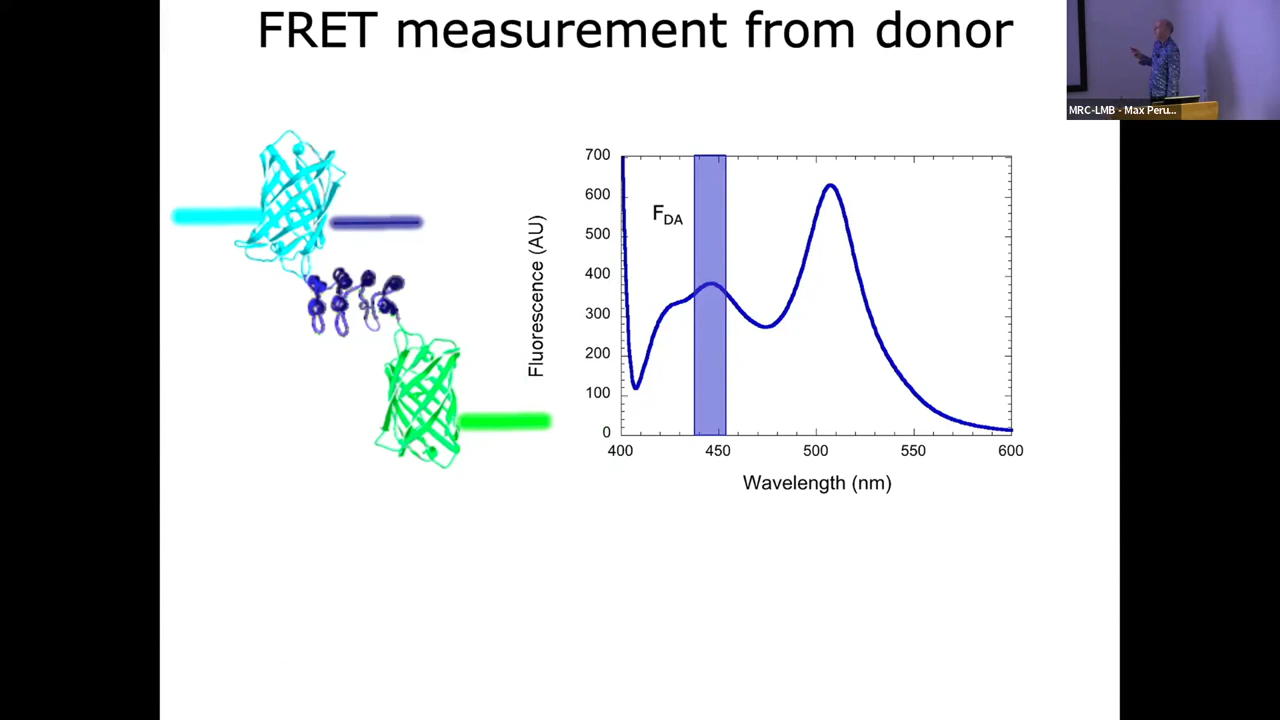 FRET measurement from donor
MRC-LMB - Max Peru...
F_DA
Fluorescence (AU)
700
600
500
400
300
200
100
0
400 450 500 550 600
Wavelength (nm)